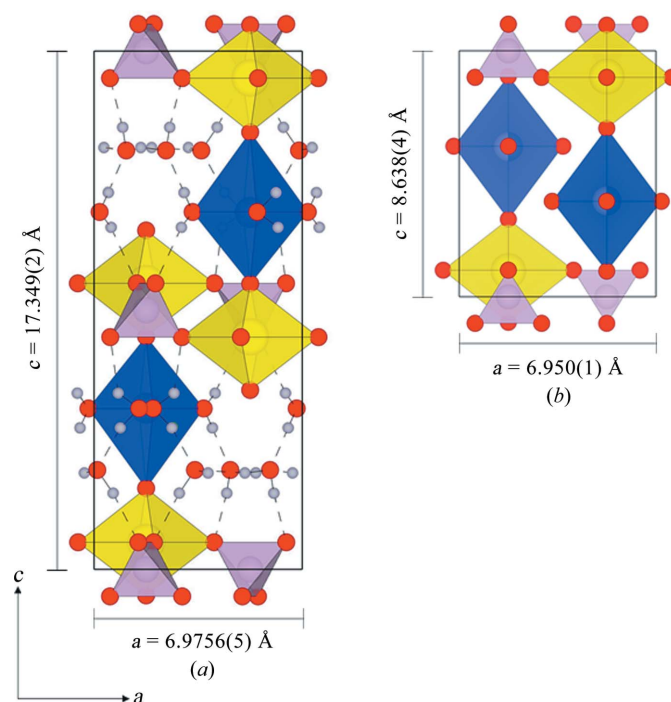 c = 17.349(2) Å
c = 8.638(4) Å
a = 6.950(1) Å
(b)
a = 6.9756(5) Å
(a)
c
a